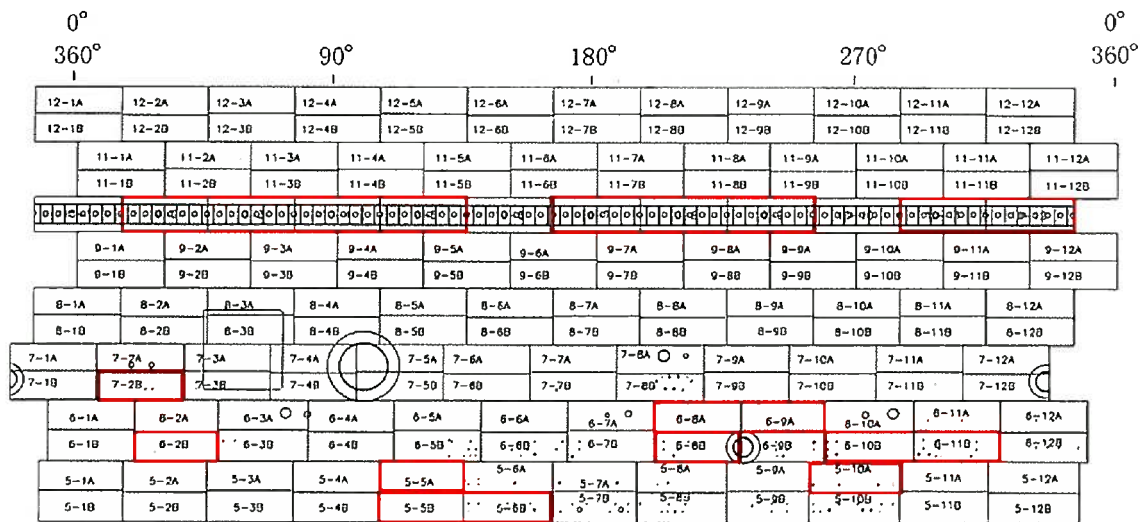 0° 0°
360° 90° 180° 270° 360°
12-1A 12-2A 12-3A 12-4A 12-5A 12-6A 12-7A 12-8A 12-9A 12-10A 12-11A 12-12A
12-1B 12-2B 12-3B 12-4B 12-5B 12-6B 12-7B 12-8B 12-9B 12-10B 12-11B 12-12B
11-1A 11-2A 11-3A 11-4A 11-5A 11-6A 11-7A 11-8A 11-9A 11-10A 11-11A 11-12A
11-1B 11-2B 11-3B 11-4B 11-5B 11-6B 11-7B 11-8B 11-9B 11-10B 11-11B 11-12B
9-1A 9-2A 9-3A 9-4A 9-5A 9-6A 9-7A 9-8A 9-9A 9-10A 9-11A 9-12A
9-1B 9-2B 9-3B 9-4B 9-5B 9-6B 9-7B 9-8B 9-9B 9-10B 9-11B 9-12B
8-1A 8-2A 8-3A 8-4A 8-5A 8-6A 8-7A 8-8A 8-9A 8-10A 8-11A 8-12A
8-1B 8-2B 8-3B 8-4B 8-5B 8-6B 8-7B 8-8B 8-9B 8-10B 8-11B 8-12B
7-1A 7-2A 7-3A 7-4A 7-5A 7-6A 7-7A 7-8A 7-9A 7-10A 7-11A 7-12A
7-1B 7-2B 7-3B 7-4B 7-5B 7-6B 7-7B 7-8B 7-9B 7-10B 7-11B 7-12B
6-1A 6-2A 6-3A 6-4A 6-5A 6-6A 6-7A 6-8A 6-9A 6-10A 6-11A 6-12A
6-1B 6-2B 6-3B 6-4B 6-5B 6-6B 6-7B 6-8B 6-9B 6-10B 6-11B 6-12B
5-1A 5-2A 5-3A 5-4A 5-5A 5-6A 5-7A 5-8A 5-9A 5-10A 5-11A 5-12A
5-1B 5-2B 5-3B 5-4B 5-5B 5-6B 5-7B 5-8B 5-9B 5-10B 5-11B 5-12B